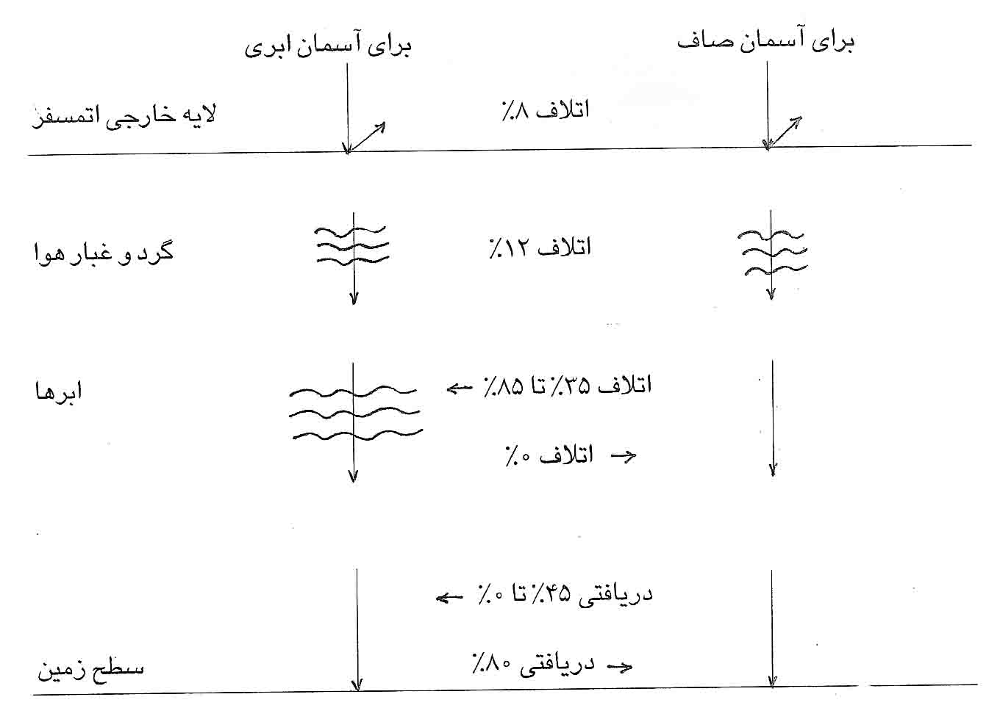 برای آسمان صاف
برای آسمان ابری
اتلاف ۸٪
لایه خارجی اتمسفر
اتلاف ۱۲٪
گرد و غبار هوا
اتلاف ۳۵٪ تا ۸۵٪ ←
ابرها
→ اتلاف ۰٪
دریافتی ۴۵٪ تا ۰٪ ←
→ دریافتی ۸۰٪
سطح زمین